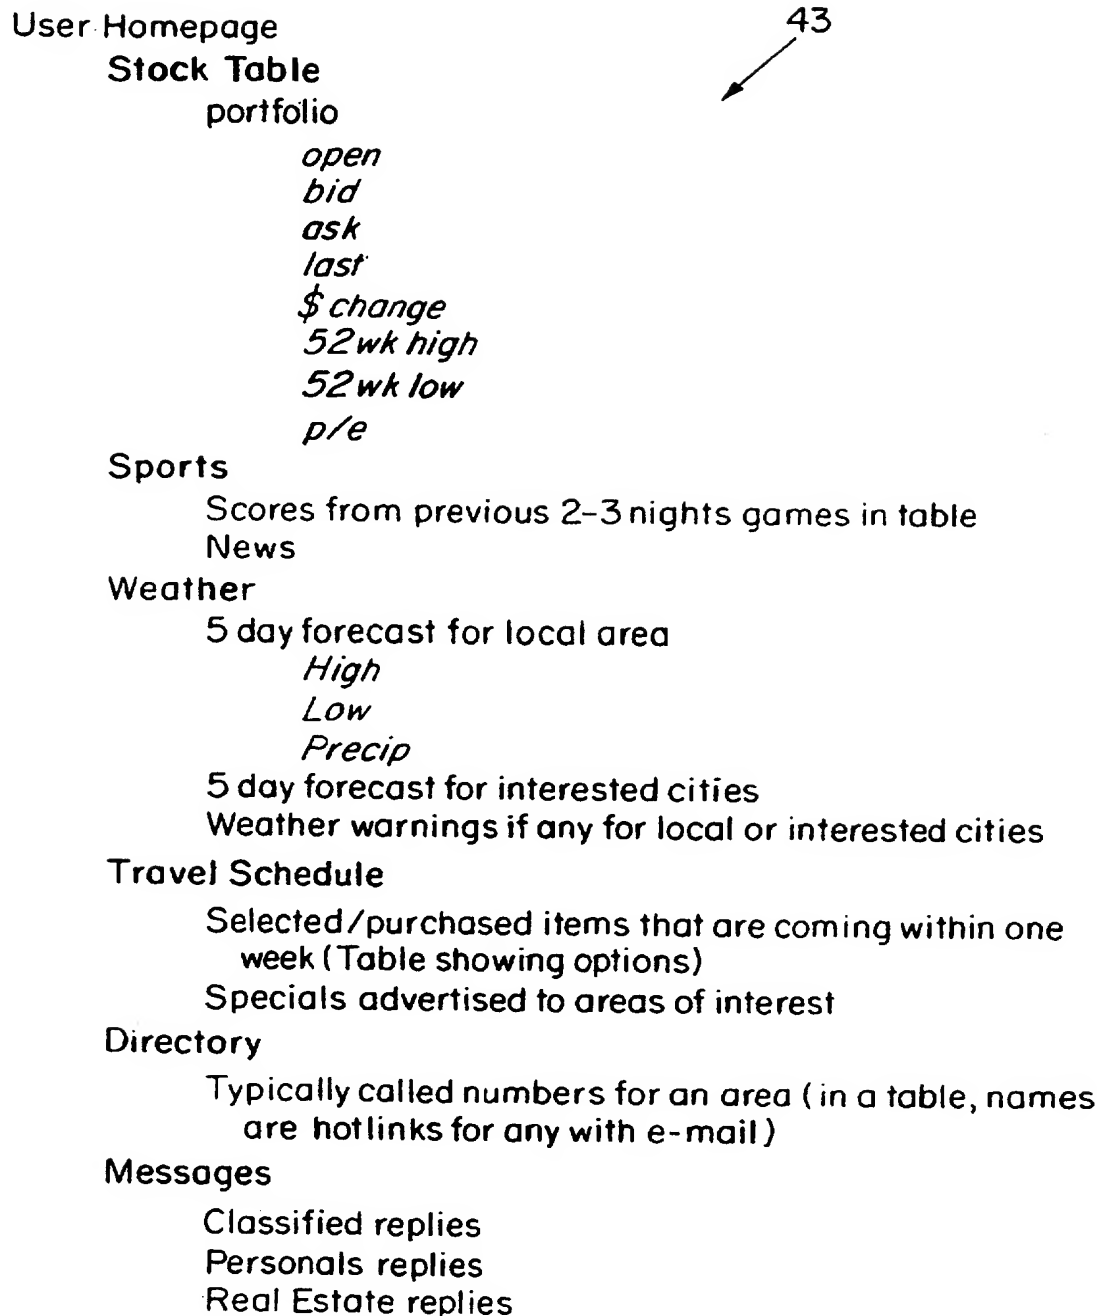 User Homepage
43
Stock Table
portfolio
open
bid
ask
last
$ change
52wk high
52wk low
p/e
Sports
Scores from previous 2-3 nights games in table
News
Weather
5 day forecast for local area
High
Low
Precip
5 day forecast for interested cities
Weather warnings if any for local or interested cities
Travel Schedule
Selected/purchased items that are coming within one
week (Table showing options)
Specials advertised to areas of interest
Directory
Typically called numbers for an area (in a table, names
are hotlinks for any with e-mail)
Messages
Classified replies
Personals replies
Real Estate replies